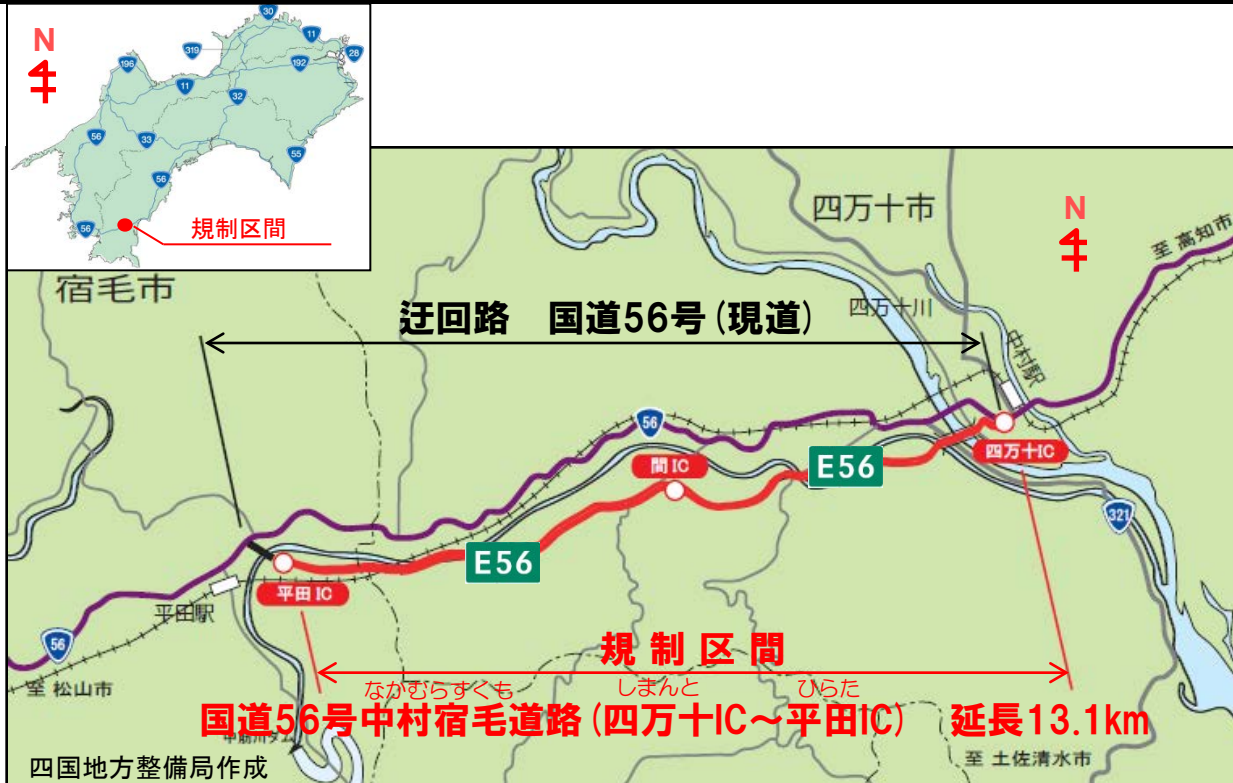 N
30
11
28
319
196
192
11
32
56
33
55
56
56
規制区間
N
四万十市
至 高知市
宿毛市
迂回路 国道56号(現道)
四万十川
中村駅
56
間IC
E56
四万十IC
321
E56
平田IC
平田駅
56
至 松山市
規制区間
なかむらすくも しまんと ひらた
国道56号中村宿毛道路(四万十IC～平田IC) 延長13.1km
中筋川ダム
至 土佐清水市
四国地方整備局作成